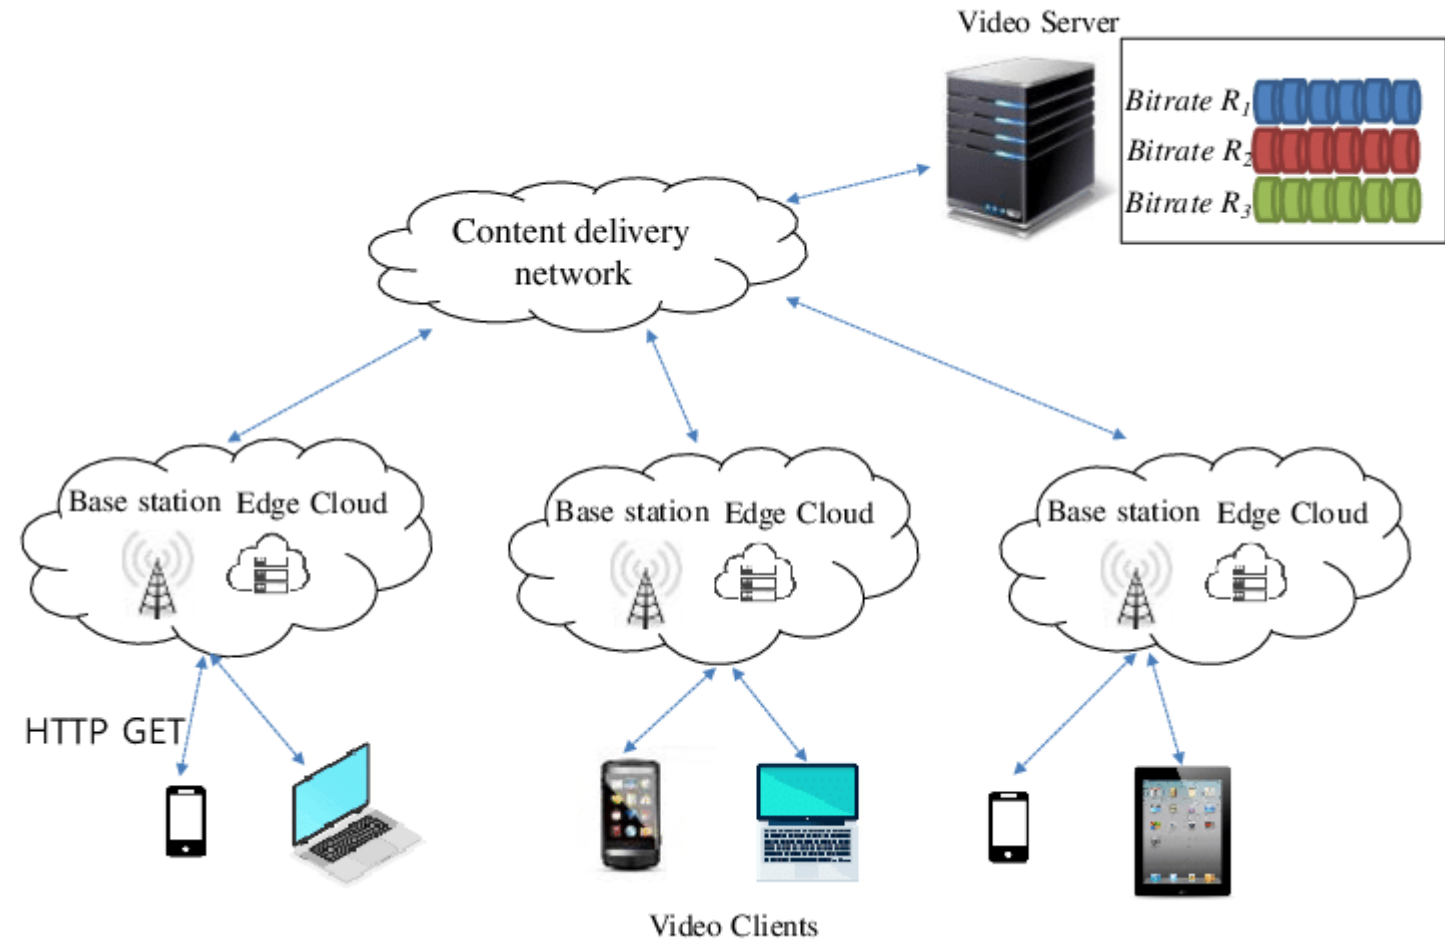 Video Server
Bitrate R1
Bitrate R2
Bitrate R3
Content delivery
network
Base station Edge Cloud
Base station Edge Cloud
Base station Edge Cloud
HTTP GET
Video Clients